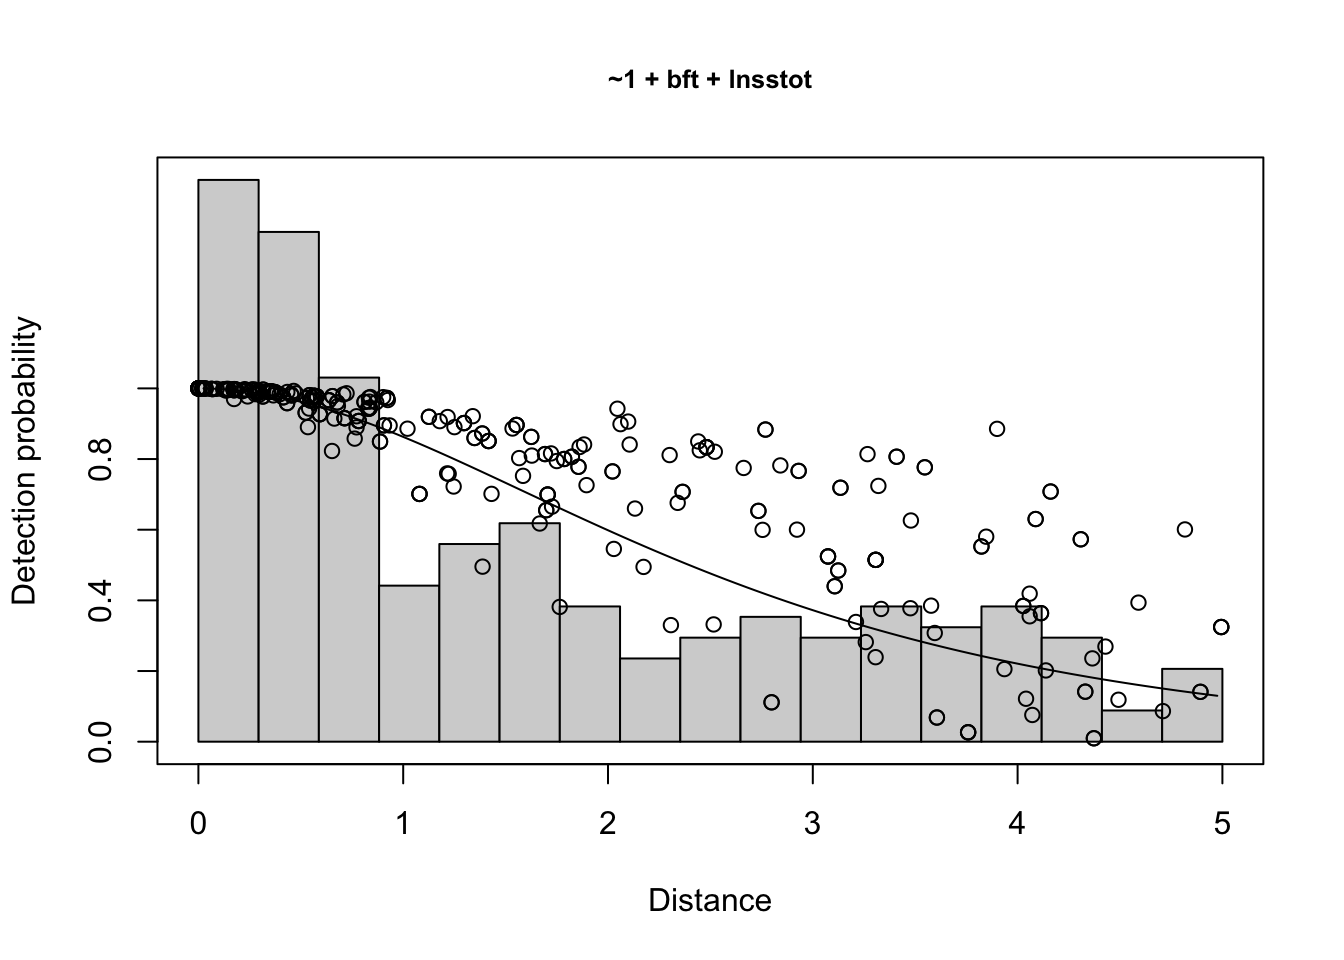 ~1 + bft + lnsstot
Detection probability
0.8
0.4
0.0
0 1 2 3 4 5
Distance